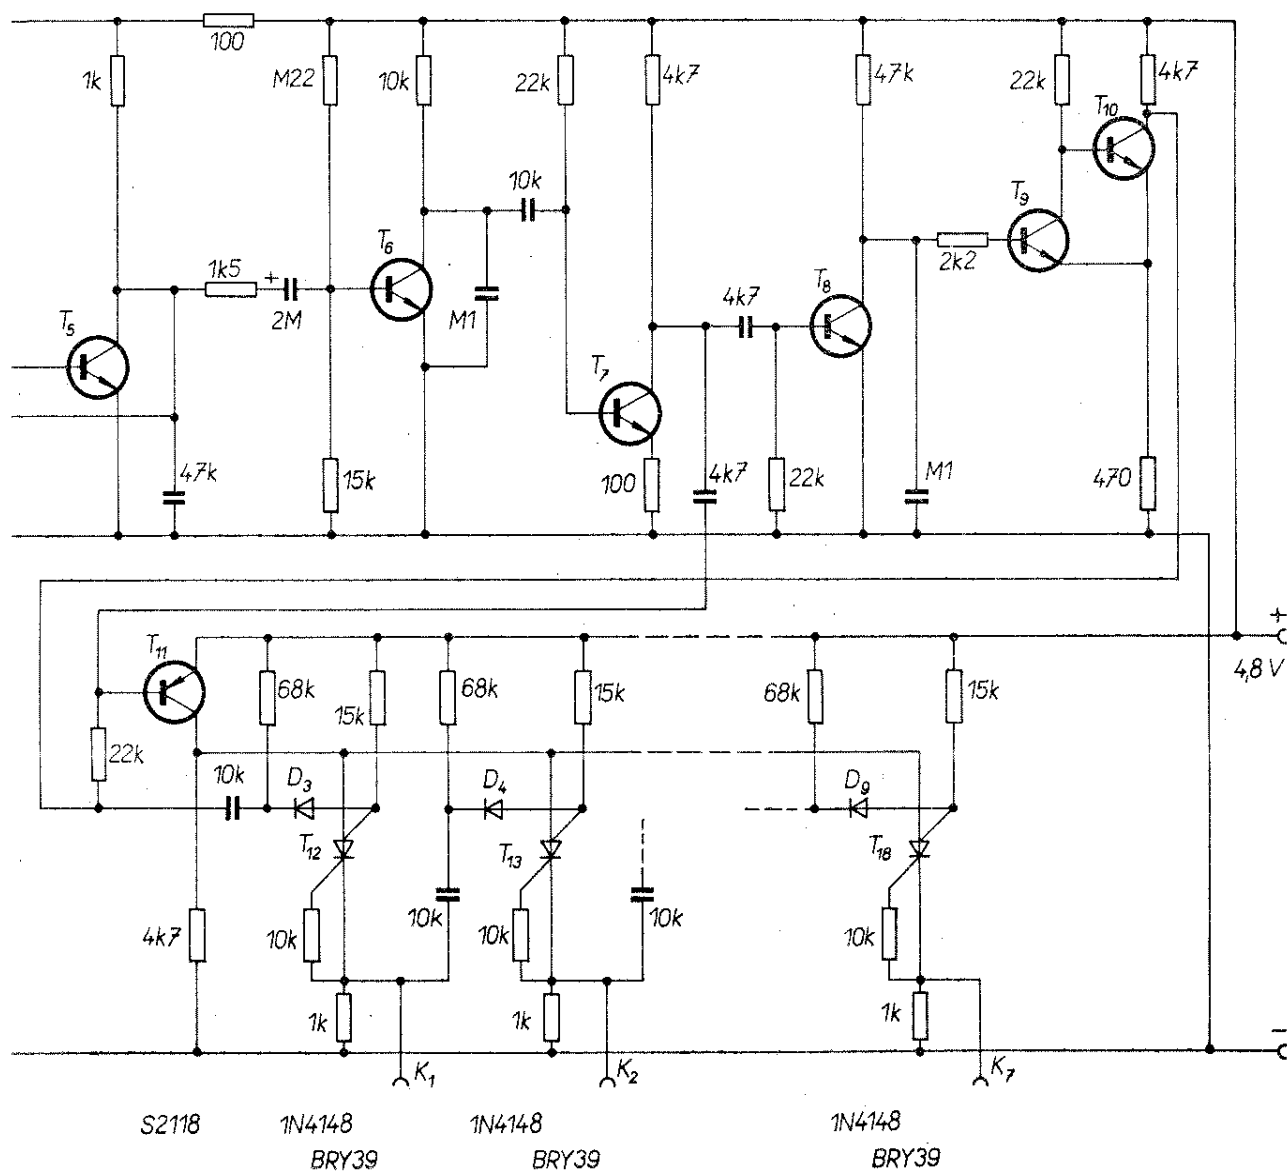 100
1k
M22
10k
22k
4k7
47k
22k
4k7
T10
10k
T9
T6
1k5
+
2M
M1
4k7
T8
2k2
T5
T7
47k
15k
100
4k7
22k
M1
470
+
T11
4,8 V
68k
15k
68k
15k
68k
15k
22k
10k
D3
D4
D9
T12
T13
T18
10k
10k
4k7
10k
10k
10k
1k
1k
1k
−
K1
K2
K7
S2118
1N4148
1N4148
1N4148
BRY39
BRY39
BRY39